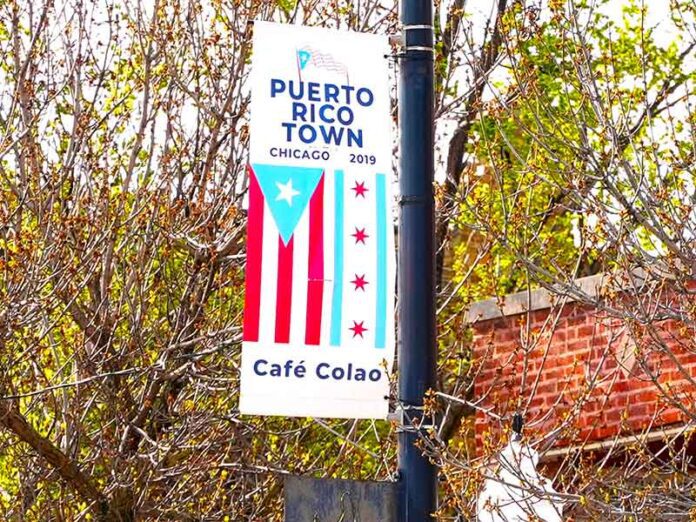 PUERTO
RICO
TOWN
CHICAGO 2019
Café Colao